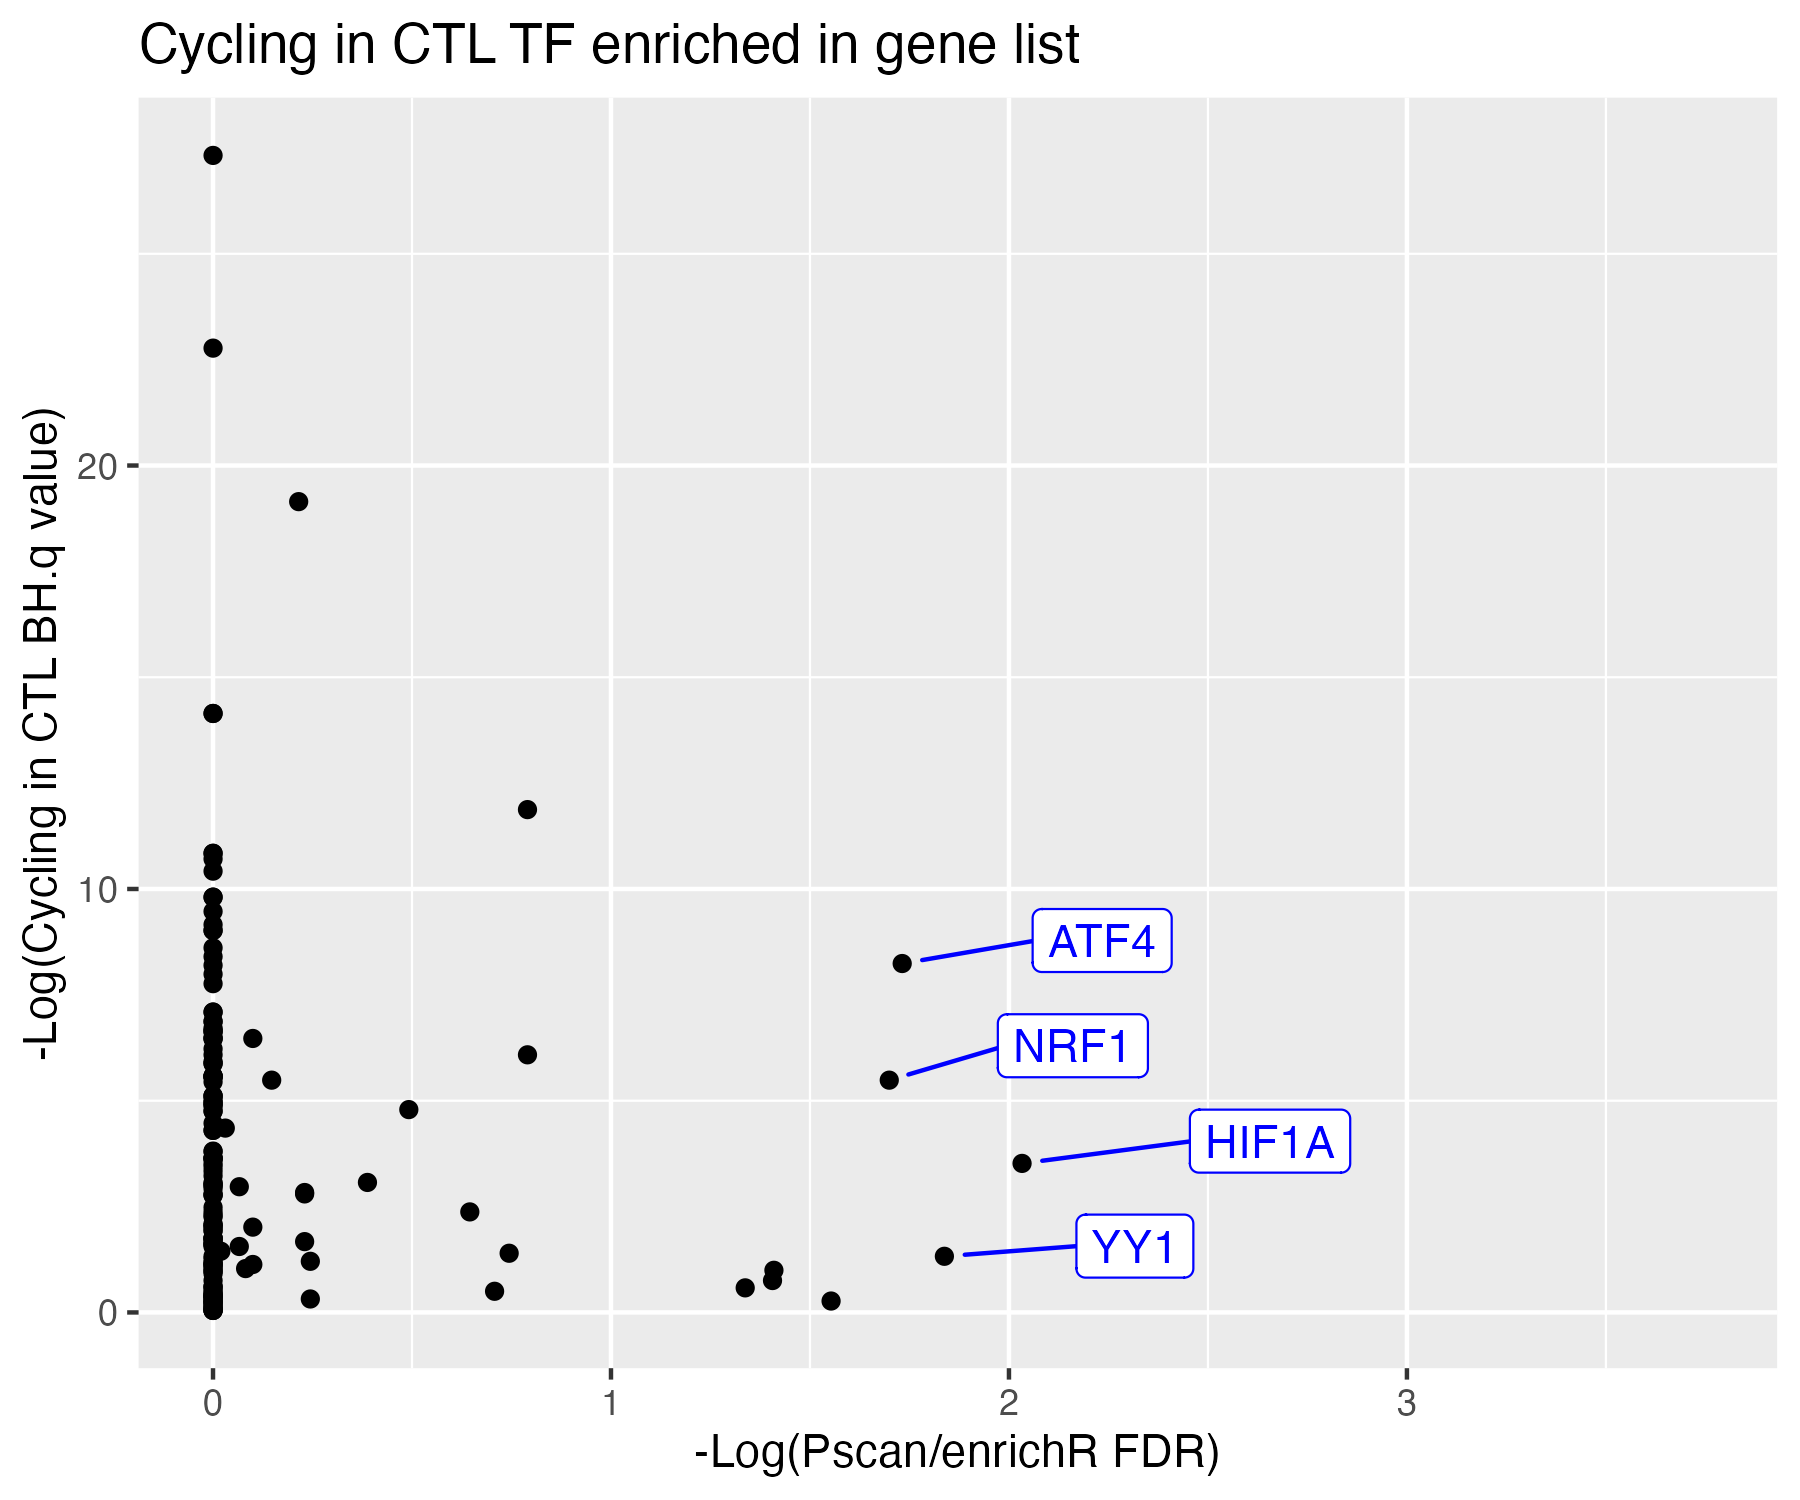 Cycling in CTL TF enriched in gene list
-Log(Cycling in CTL BH.q value)
20
10
0
ATF4
NRF1
HIF1A
YY1
0
1
2
3
-Log(Pscan/enrichR FDR)